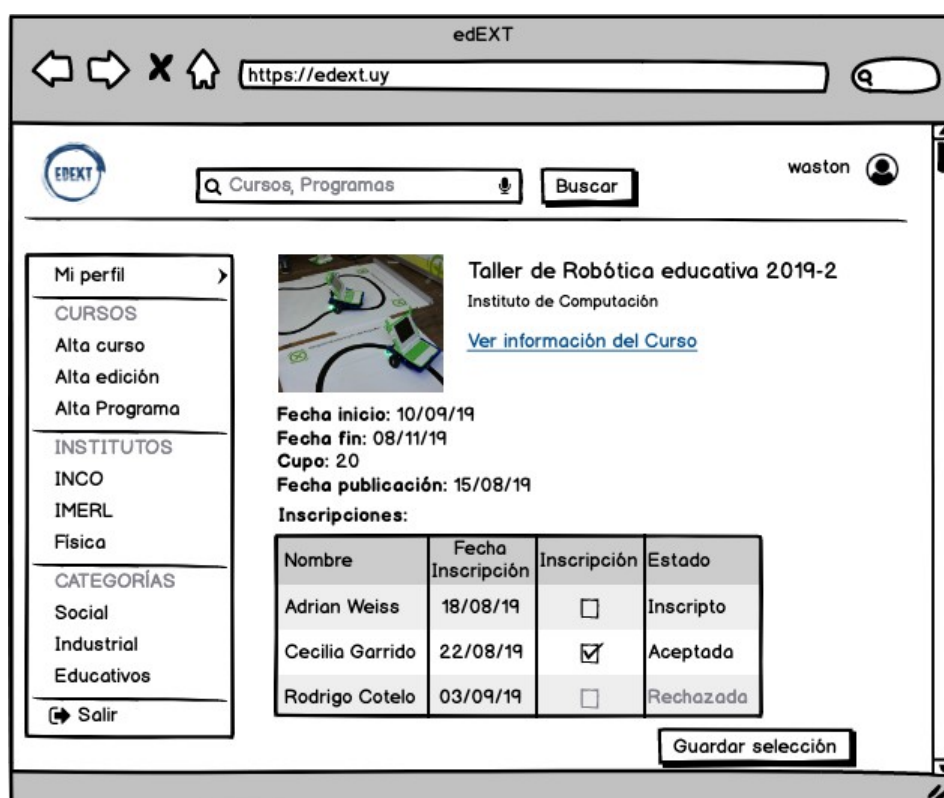 edEXT
https://edext.uy
EDEXT
Cursos, Programas
Buscar
waston
Mi perfil
CURSOS
Alta curso
Alta edición
Alta Programa
INSTITUTOS
INCO
IMERL
Física
CATEGORÍAS
Social
Industrial
Educativos
Salir
Taller de Robótica educativa 2019-2
Instituto de Computación
Ver información del Curso
Fecha inicio: 10/09/19
Fecha fin: 08/11/19
Cupo: 20
Fecha publicación: 15/08/19
Inscripciones:
Nombre Fecha Inscripción Inscripción Estado
Adrian Weiss 18/08/19 Inscripto
Cecilia Garrido 22/08/19 Aceptada
Rodrigo Cotelo 03/09/19 Rechazada
Guardar selección